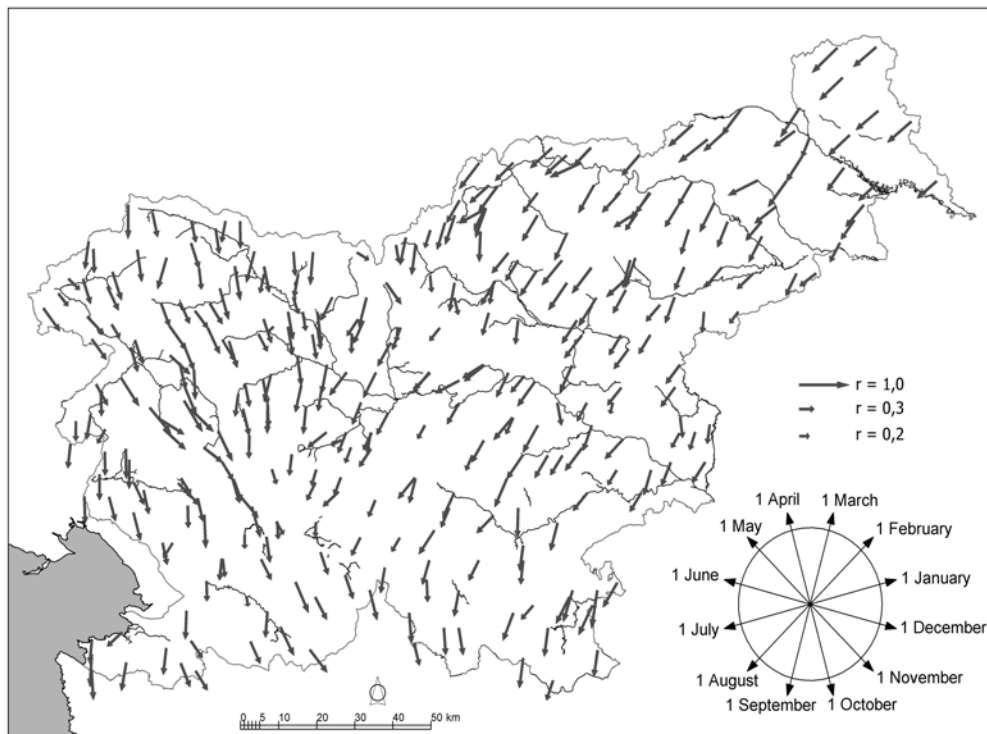 r = 1,0
r = 0,3
r = 0,2
1 April
1 March
1 May
1 February
1 June
1 January
1 July
1 December
1 August
1 November
1 September
1 October
0
5
10
20
30
40
50 km